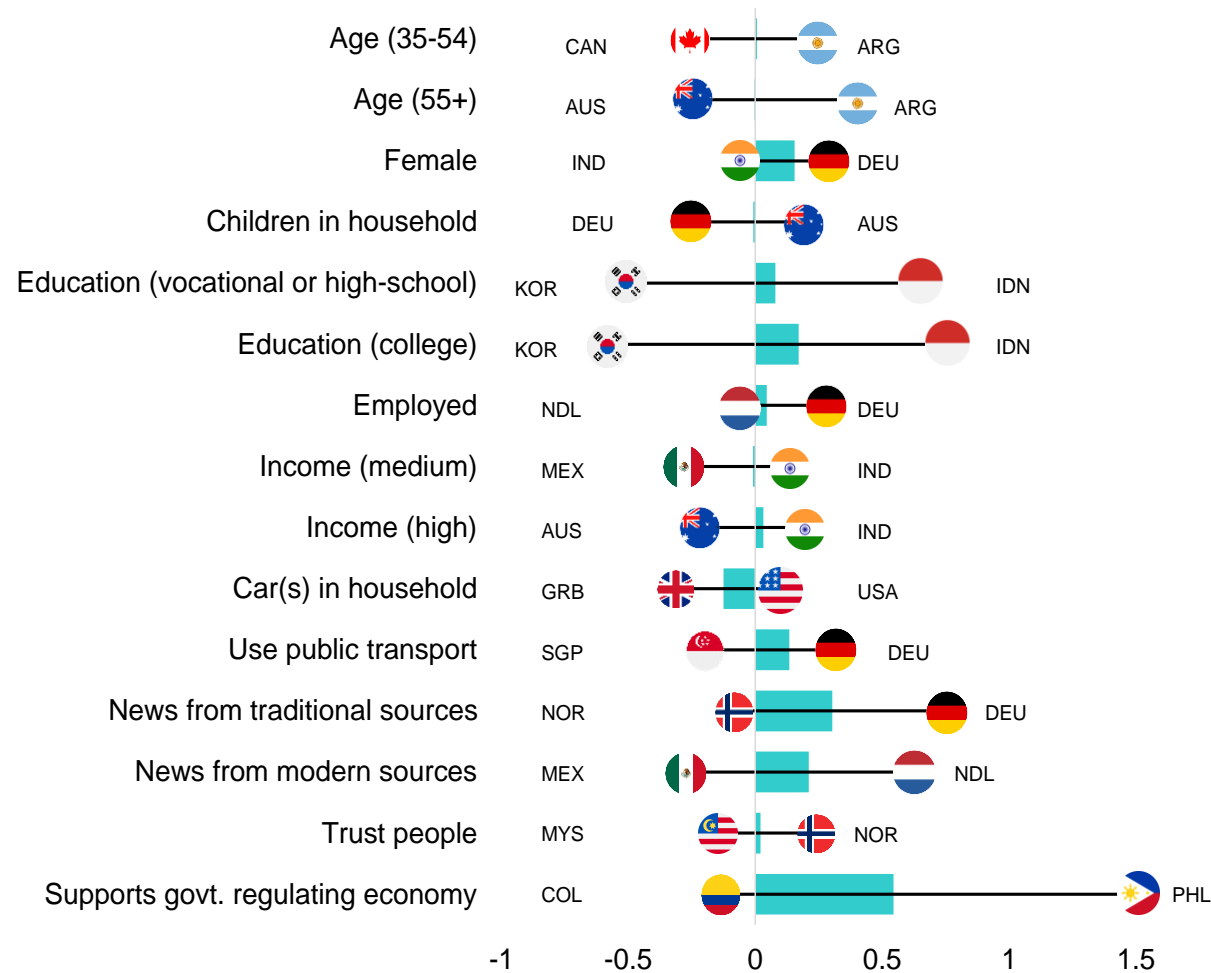 Age (35-54) CAN ARG
Age (55+) AUS ARG
Female IND DEU
Children in household DEU AUS
Education (vocational or high-school) KOR IDN
Education (college) KOR IDN
Employed NDL DEU
Income (medium) MEX IND
Income (high) AUS IND
Car(s) in household GRB USA
Use public transport SGP DEU
News from traditional sources NOR DEU
News from modern sources MEX NDL
Trust people MYS NOR
Supports govt. regulating economy COL PHL
-1 -0.5 0 0.5 1 1.5